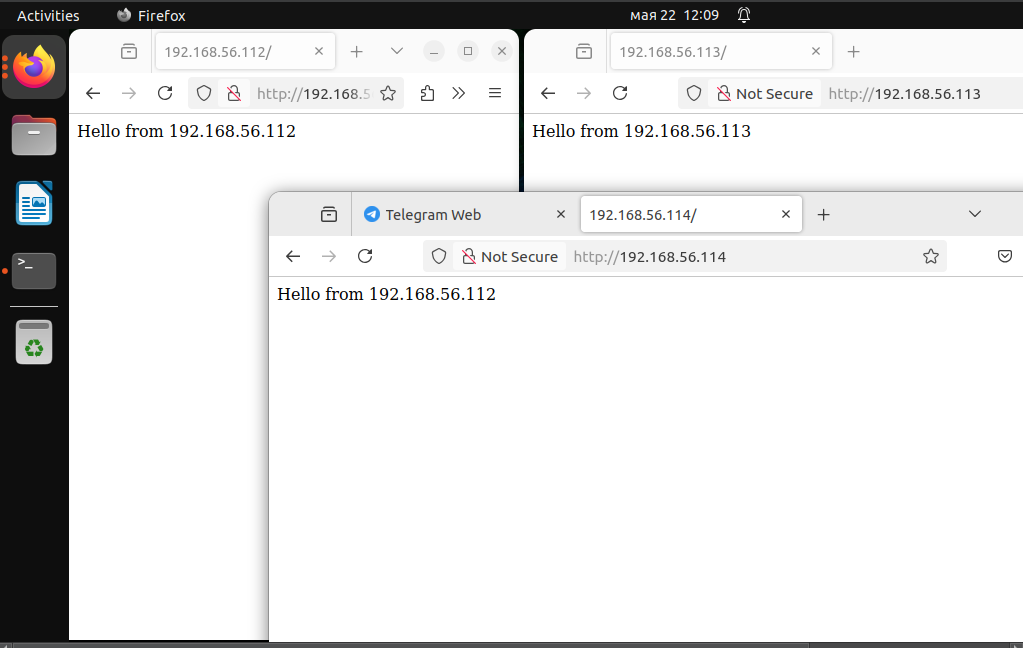 Activities
Firefox
мая 22 12:09
192.168.56.112/
http://192.168.5
Hello from 192.168.56.112
192.168.56.113/
Not Secure
http://192.168.56.113
Hello from 192.168.56.113
Telegram Web
192.168.56.114/
Not Secure
http://192.168.56.114
Hello from 192.168.56.112